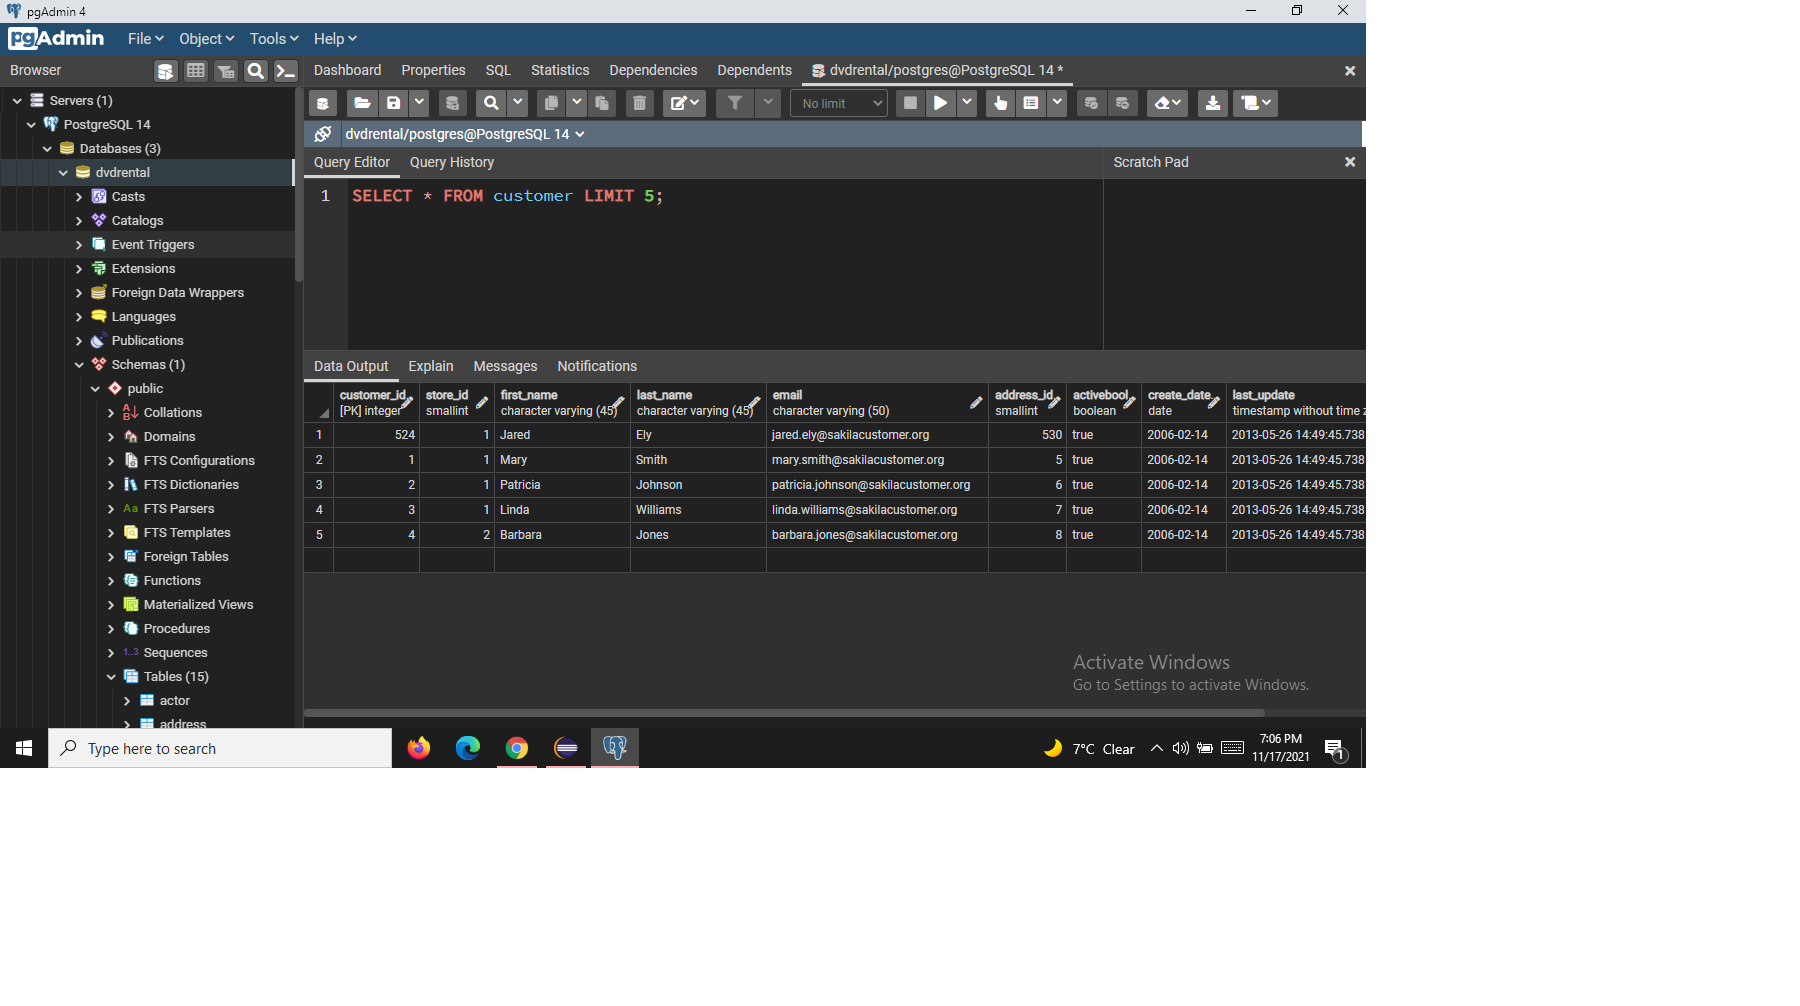 pgAdmin 4
pgAdmin File Object Tools Help
Browser
Dashboard Properties SQL Statistics Dependencies Dependents dvdrental/postgres@PostgreSQL 14 *
No limit
dvdrental/postgres@PostgreSQL 14
Query Editor Query History
Scratch Pad
1 SELECT * FROM customer LIMIT 5;
Servers (1)
PostgreSQL 14
Databases (3)
dvdrental
Casts
Catalogs
Event Triggers
Extensions
Foreign Data Wrappers
Languages
Publications
Schemas (1)
public
Collations
Domains
FTS Configurations
FTS Dictionaries
Aa FTS Parsers
FTS Templates
Foreign Tables
Functions
Materialized Views
Procedures
1..3 Sequences
Tables (15)
actor
address
Data Output Explain Messages Notifications
customer_id store_id first_name last_name email address_id activebool create_date last_update
[PK] integer smallint character varying (45) character varying (45) character varying (50) smallint boolean date timestamp without time z
1 524 1 Jared Ely jared.ely@sakilacustomer.org 530 true 2006-02-14 2013-05-26 14:49:45.738
2 1 1 Mary Smith mary.smith@sakilacustomer.org 5 true 2006-02-14 2013-05-26 14:49:45.738
3 2 1 Patricia Johnson patricia.johnson@sakilacustomer.org 6 true 2006-02-14 2013-05-26 14:49:45.738
4 3 1 Linda Williams linda.williams@sakilacustomer.org 7 true 2006-02-14 2013-05-26 14:49:45.738
5 4 2 Barbara Jones barbara.jones@sakilacustomer.org 8 true 2006-02-14 2013-05-26 14:49:45.738
Activate Windows
Go to Settings to activate Windows.
Type here to search
7°C Clear
7:06 PM
11/17/2021
1